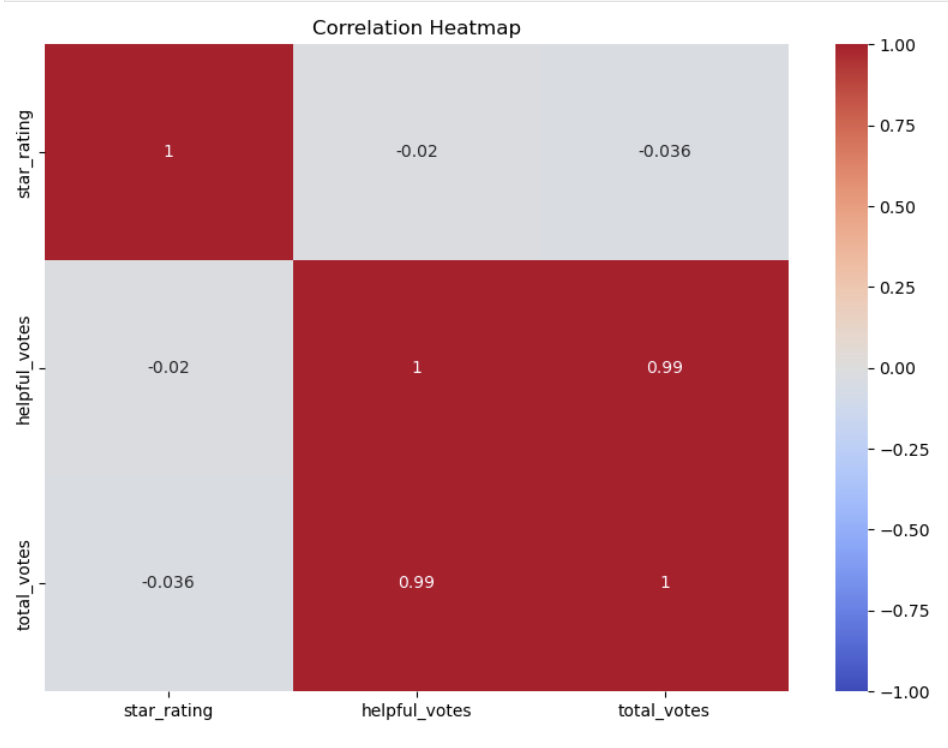 Correlation Heatmap
star_rating
1
-0.02
-0.036
helpful_votes
-0.02
1
0.99
total_votes
-0.036
0.99
1
star_rating
helpful_votes
total_votes
1.00
0.75
0.50
0.25
0.00
−0.25
−0.50
−0.75
−1.00